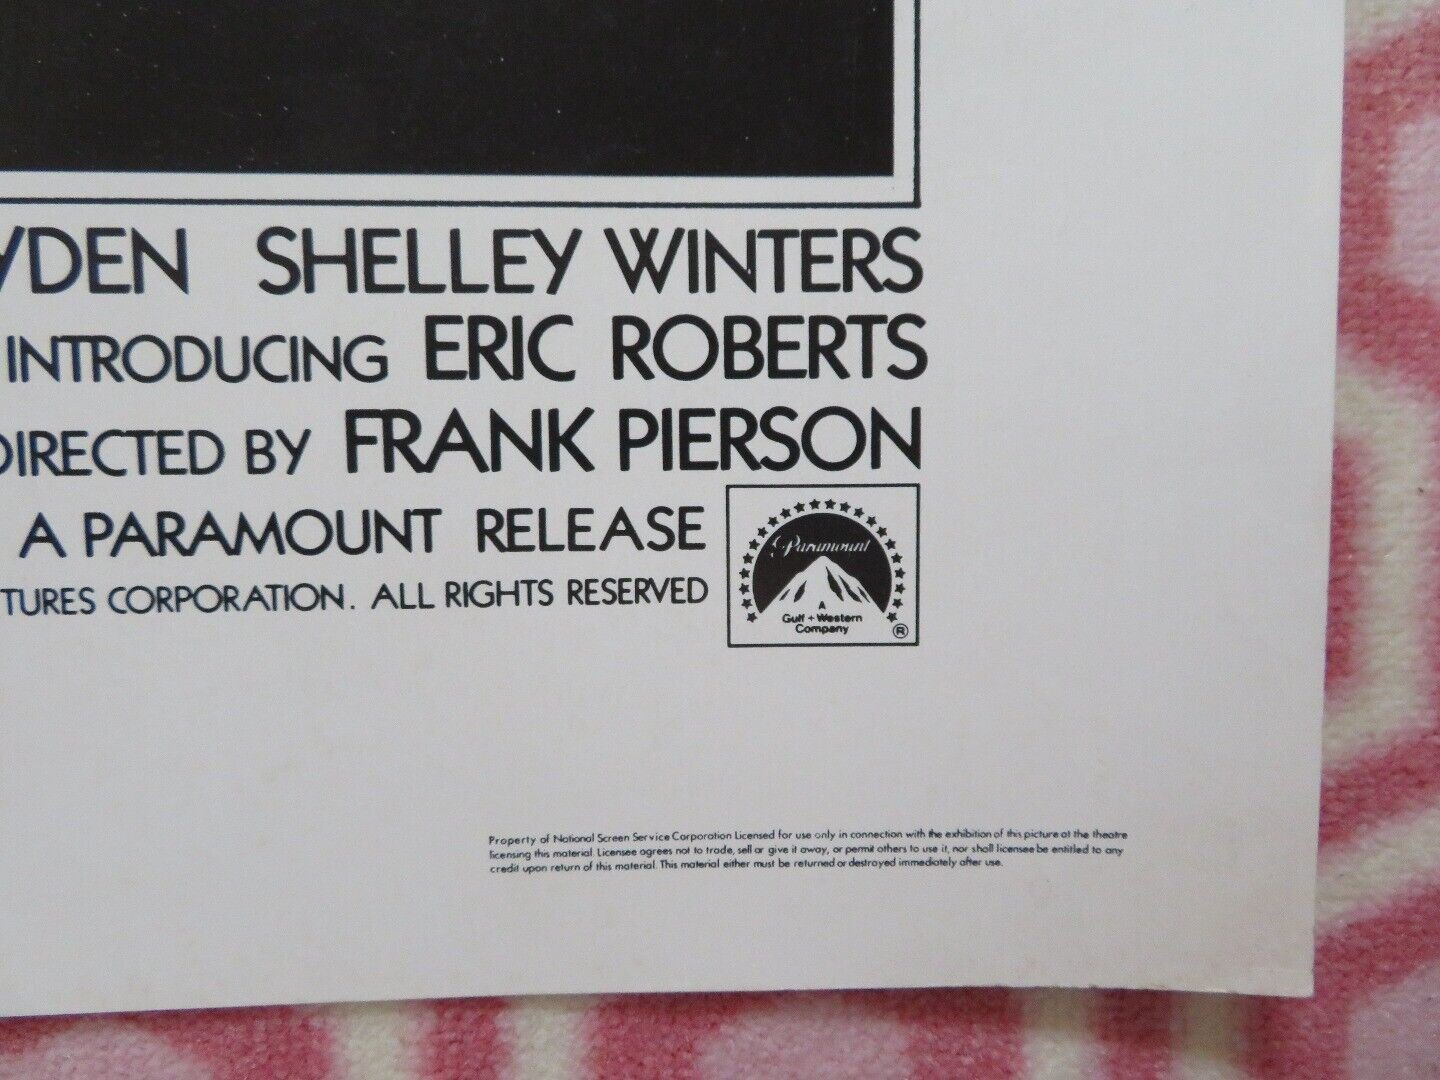 YDEN SHELLEY WINTERS
INTRODUCING ERIC ROBERTS
DIRECTED BY FRANK PIERSON
A PARAMOUNT RELEASE
TURES CORPORATION. ALL RIGHTS RESERVED
Paramount
A
Gulf + Western
Company
®
Property of National Screen Service Corporation Licensed for use only in connection with the exhibition of this picture at the theatre
licensing this material. Licensee agrees not to trade, sell or give it away, or permit others to use it, nor shall licensee be entitled to any
credit upon return of this material. This material either must be returned or destroyed immediately after use.